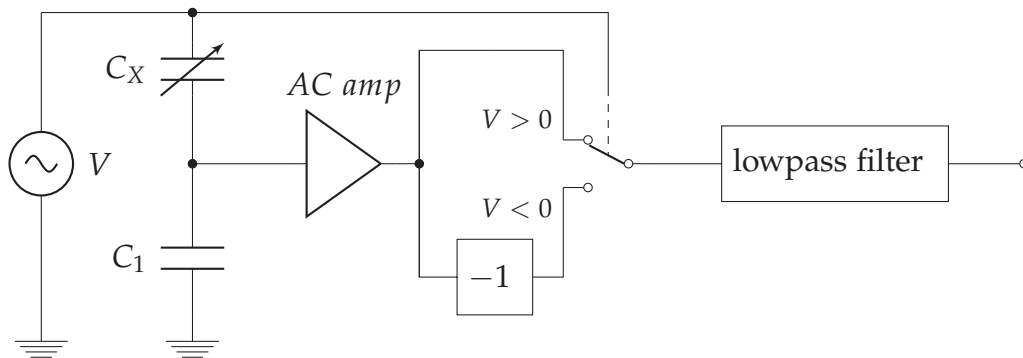 C_X
AC amp
V > 0
V
lowpass filter
V < 0
C_1
−1